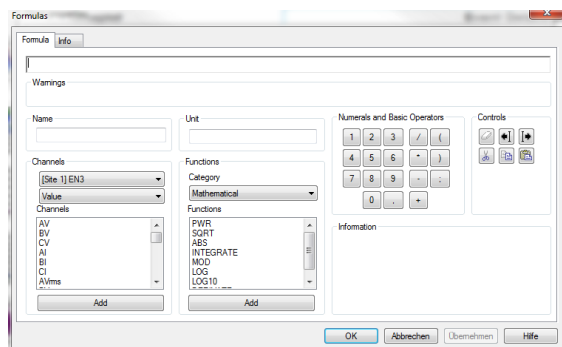 Formulas
Formula Info
Warnings
Name
Unit
Numerals and Basic Operators
Controls
1 2 3 / (
4 5 6 * )
7 8 9 - ;
0 . +
Channels
[Site 1] EN3
Value
Channels
AV
BV
CV
AI
BI
CI
AVrms
Functions
Category
Mathematical
Functions
PWR
SQRT
ABS
INTEGRATE
MOD
LOG
LOG10
Information
Add
Add
OK Abbrechen Übernehmen Hilfe